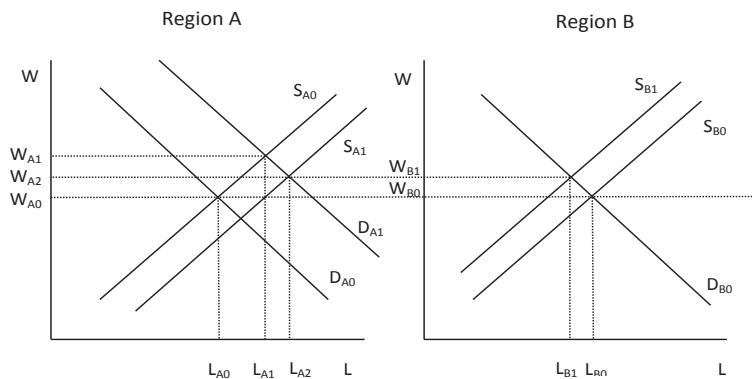 Region A
W
S_A0
S_A1
W_A1
W_A2
W_A0
D_A1
D_A0
L_A0 L_A1 L_A2 L
Region B
W
S_B1
S_B0
W_B1
W_B0
D_B0
L_B1 L_B0 L